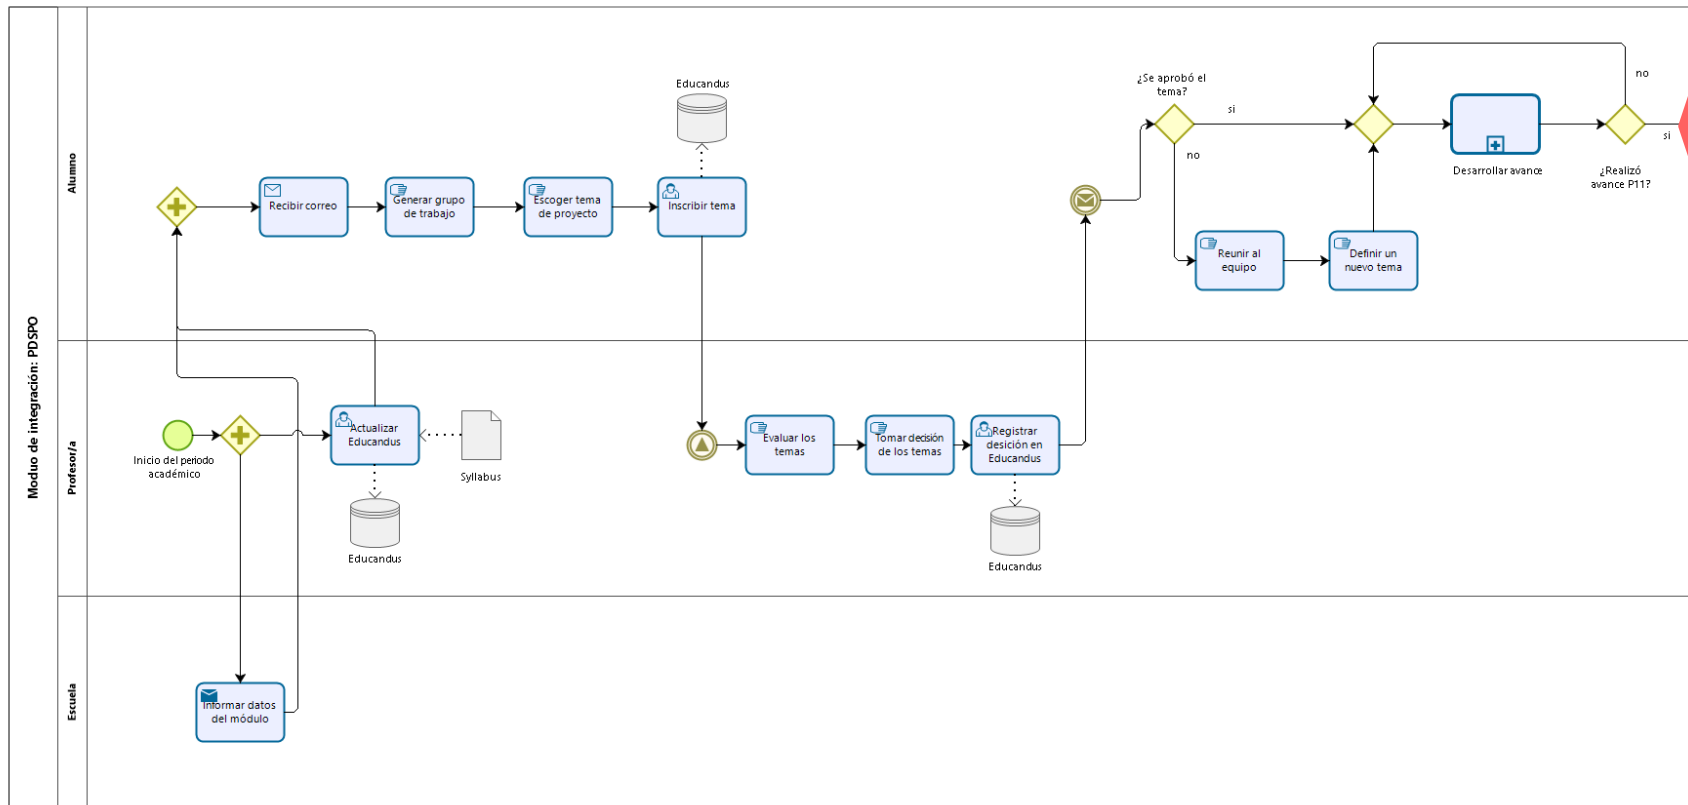 Moduo de integración: PDSPO
Alumno
Educandus
Recibir correo
Generar grupo
de trabajo
Escoger tema
de proyecto
Inscribir tema
¿Se aprobó el
tema?
si
no
Reunir al
equipo
Definir un
nuevo tema
Desarrollar avance
no
si
¿Realizó
avance P11?
Profesor/a
Inicio del periodo
académico
Actualizar
Educandus
Syllabus
Educandus
Evaluar los
temas
Tomar decisión
de los temas
Registrar
desición en
Educandus
Educandus
Escuela
Informar datos
del módulo